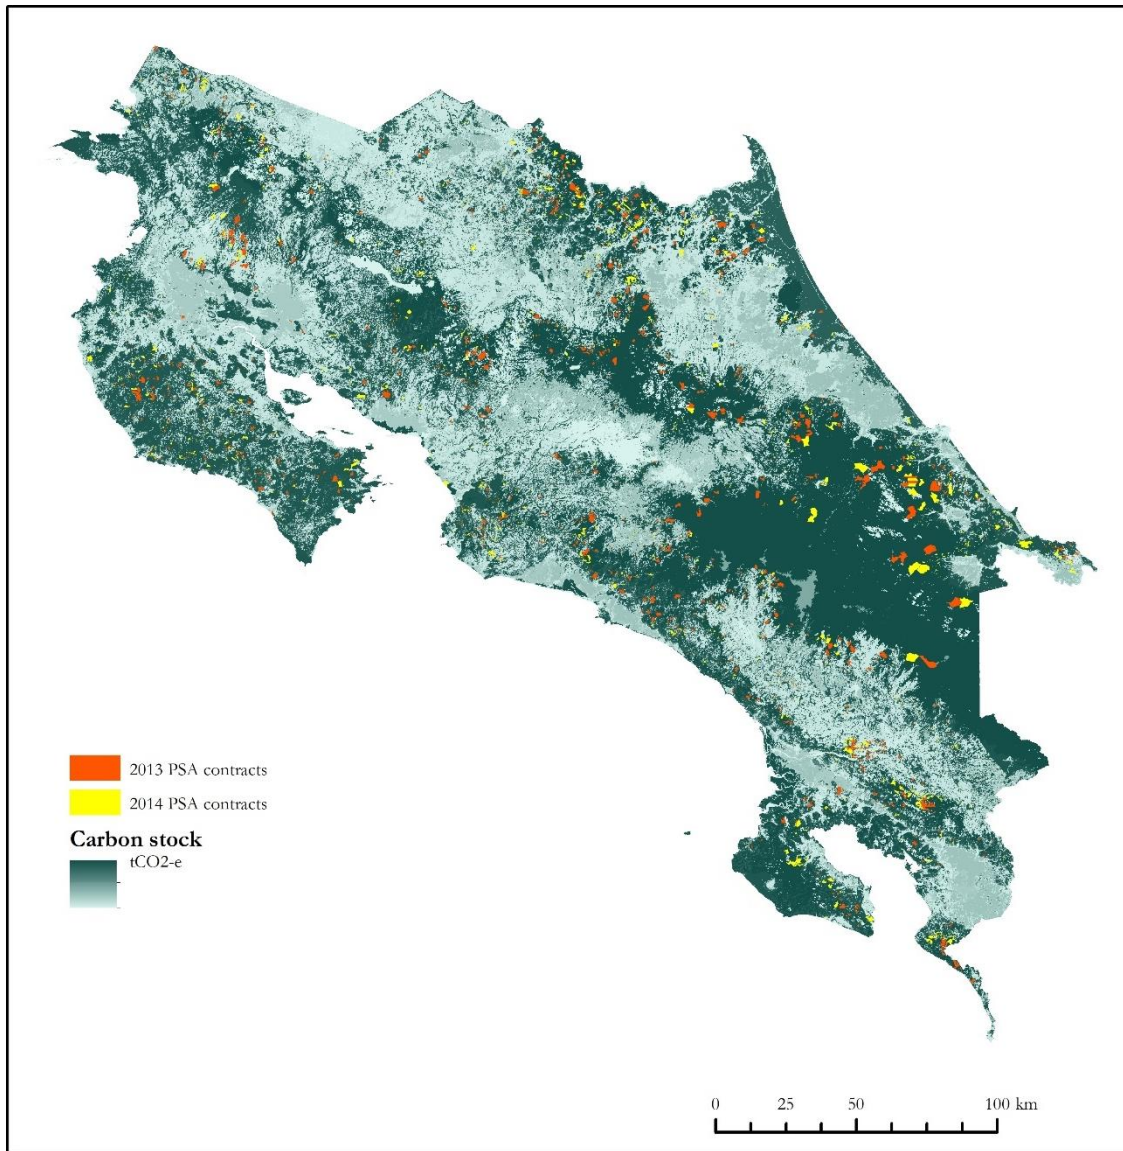 2013 PSA contracts
2014 PSA contracts
Carbon stock
tCO2-e
0 25 50 100 km